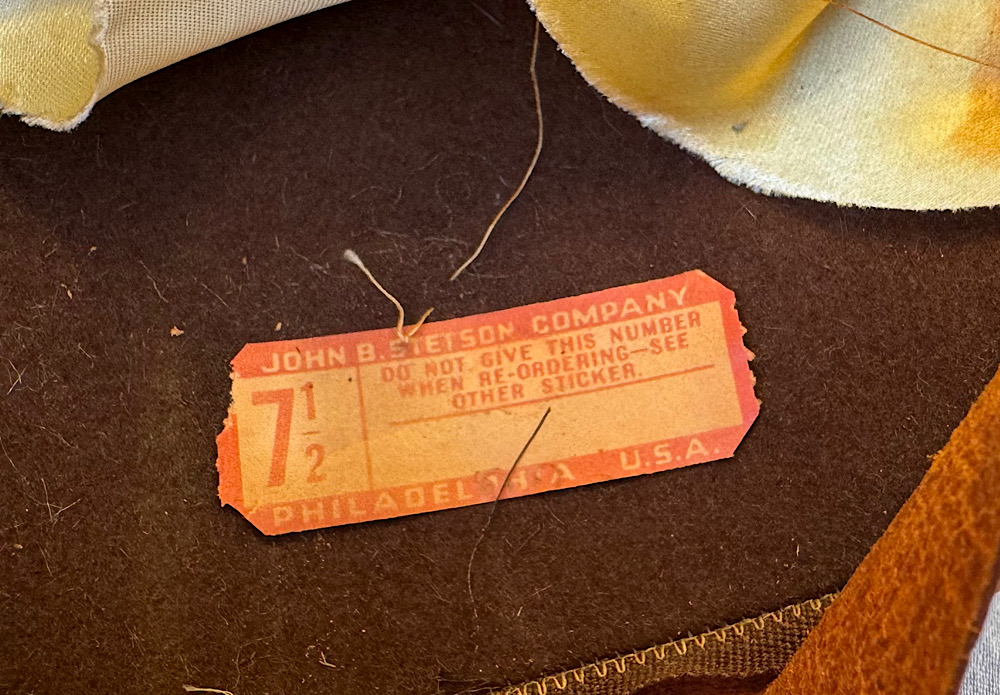 JOHN B. STETSON COMPANY
7 1/2
DO NOT GIVE THIS NUMBER
WHEN RE-ORDERING—SEE
OTHER STICKER.
PHILADELPHIA U.S.A.